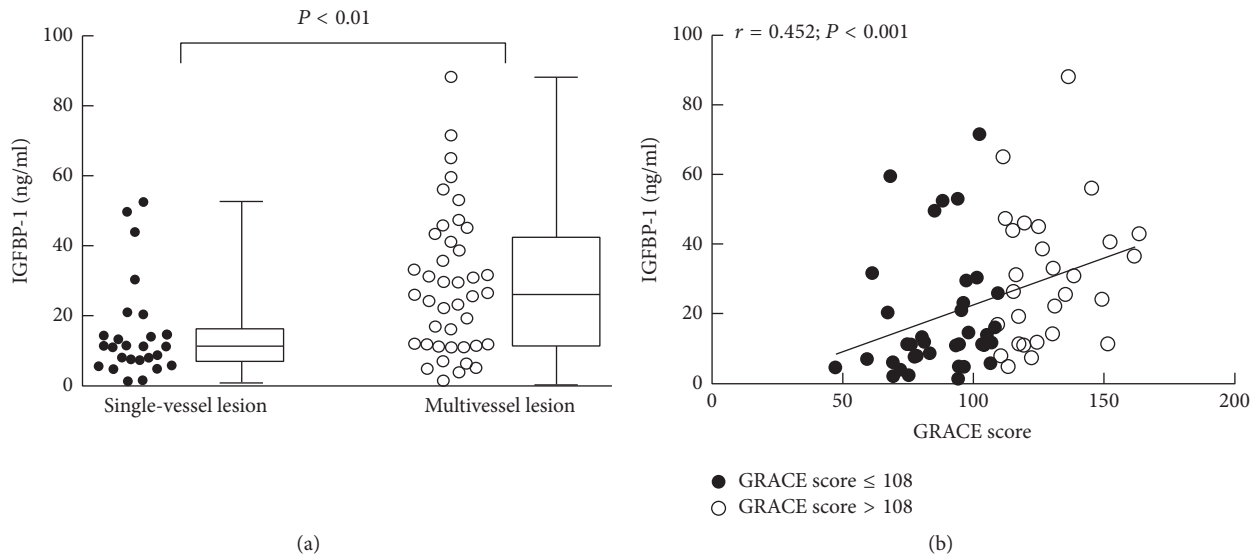 P < 0.01
100
80
60
40
20
0
IGFBP-1 (ng/ml)
Single-vessel lesion
Multivessel lesion
(a)
r = 0.452; P < 0.001
100
80
60
40
20
0
IGFBP-1 (ng/ml)
0 50 100 150 200
GRACE score
GRACE score ≤ 108
GRACE score > 108
(b)